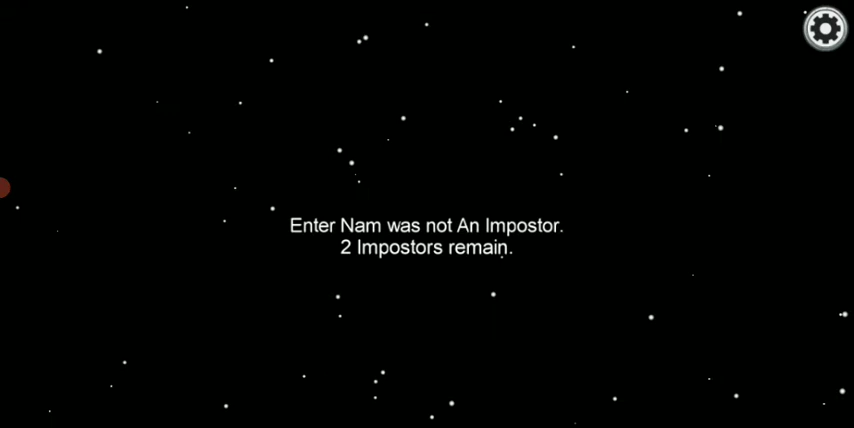 Enter Nam was not An Impostor.
2 Impostors remain.